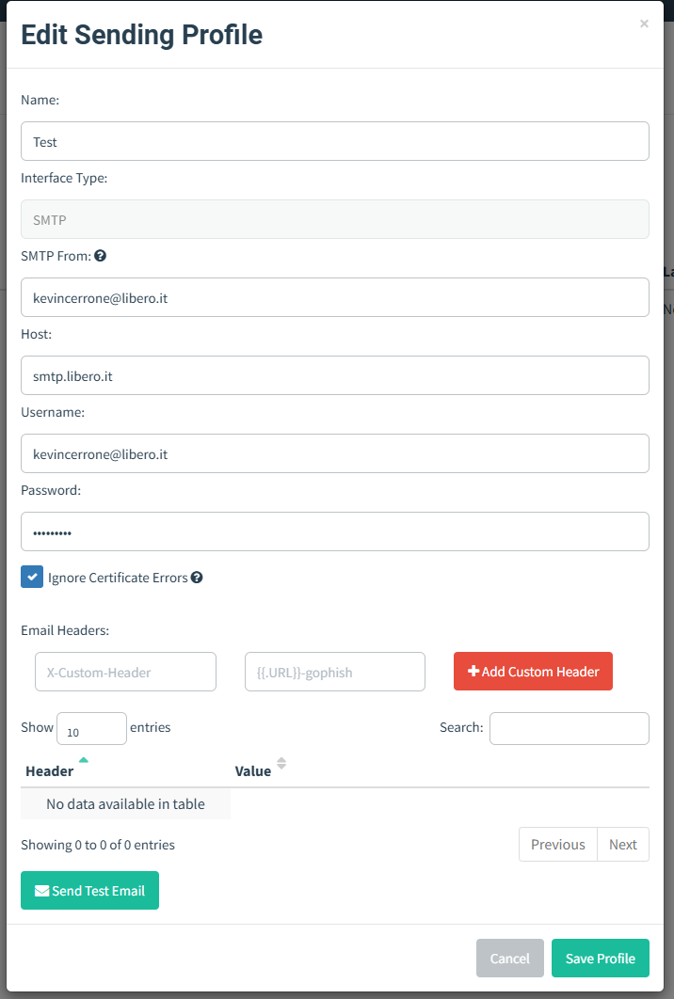 Edit Sending Profile
×
Name:
Test
Interface Type:
SMTP
SMTP From:
kevincerrone@libero.it
Host:
smtp.libero.it
Username:
kevincerrone@libero.it
Password:
•••••••••
Ignore Certificate Errors
Email Headers:
X-Custom-Header {{.URL}}-gophish Add Custom Header
Show 10 entries Search:
Header Value
No data available in table
Showing 0 to 0 of 0 entries Previous Next
Send Test Email
Cancel Save Profile